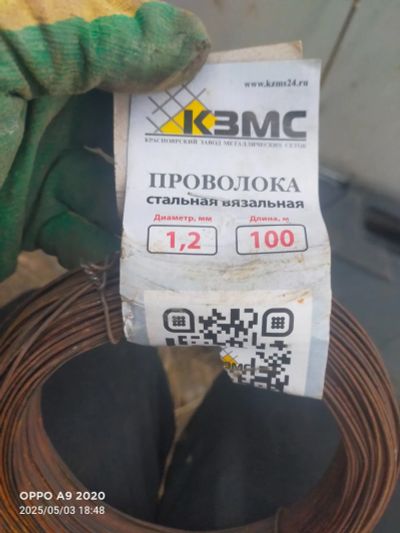 www.kzms24.ru
КЗМС
КРАСНОЯРСКИЙ ЗАВОД МЕТАЛЛИЧЕСКИХ СЕТОК
ПРОВОЛОКА
стальная вязальная
Диаметр, мм Длина, м
1,2 100
КЗМС
OPPO A9 2020
2025/05/03 18:48